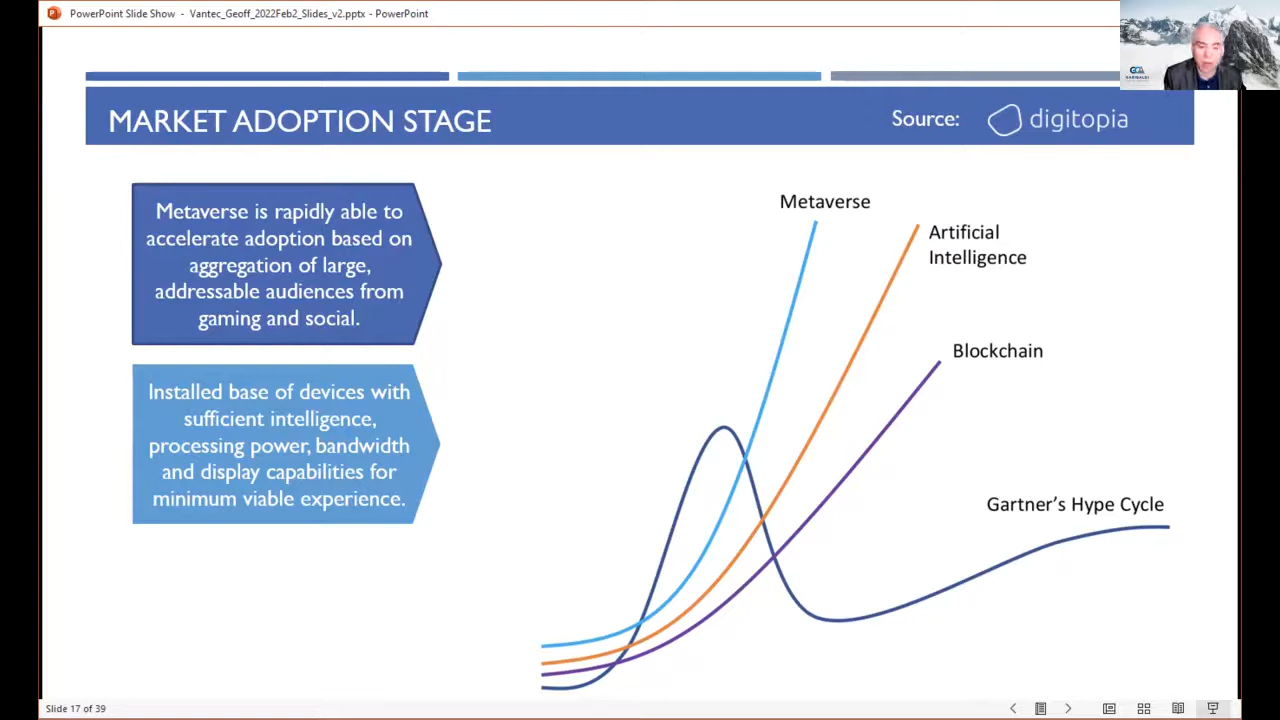 PowerPoint Slide Show - Vantec_Geoff_2022Feb2_Slides_v2.pptx - PowerPoint
MARKET ADOPTION STAGE
Source: digitopia
Metaverse is rapidly able to
accelerate adoption based on
aggregation of large,
addressable audiences from
gaming and social.
Installed base of devices with
sufficient intelligence,
processing power, bandwidth
and display capabilities for
minimum viable experience.
Metaverse
Artificial
Intelligence
Blockchain
Gartner’s Hype Cycle
Slide 17 of 39